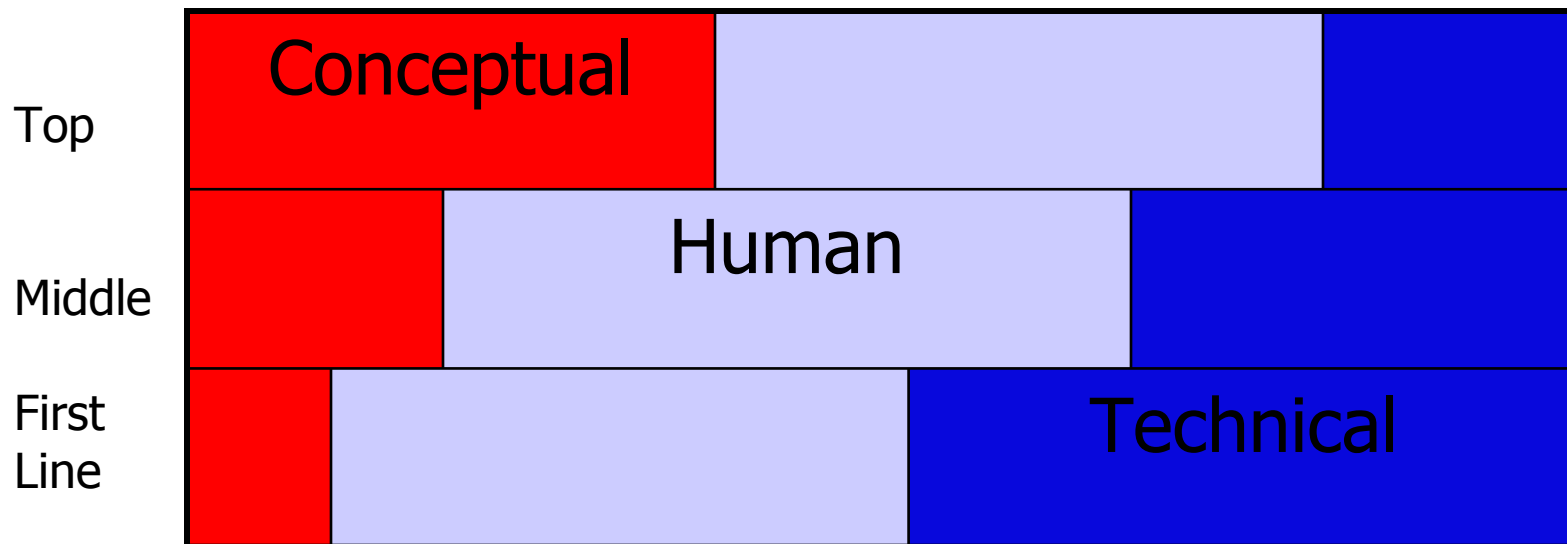 Conceptual
Top
Human
Middle
First
Line
Technical